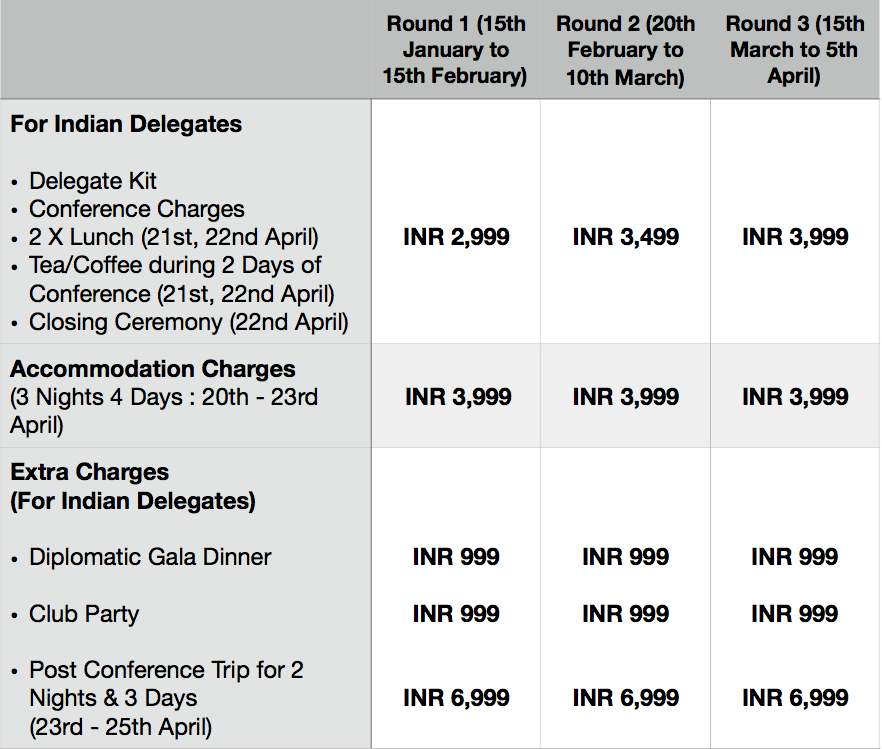 Round 1 (15th January to 15th February)
Round 2 (20th February to 10th March)
Round 3 (15th March to 5th April)
For Indian Delegates
• Delegate Kit
• Conference Charges
• 2 X Lunch (21st, 22nd April)
• Tea/Coffee during 2 Days of
Conference (21st, 22nd April)
• Closing Ceremony (22nd April)
INR 2,999
INR 3,499
INR 3,999
Accommodation Charges
(3 Nights 4 Days : 20th - 23rd
April)
INR 3,999
INR 3,999
INR 3,999
Extra Charges
(For Indian Delegates)
• Diplomatic Gala Dinner
INR 999
INR 999
INR 999
• Club Party
INR 999
INR 999
INR 999
• Post Conference Trip for 2
Nights & 3 Days
(23rd - 25th April)
INR 6,999
INR 6,999
INR 6,999